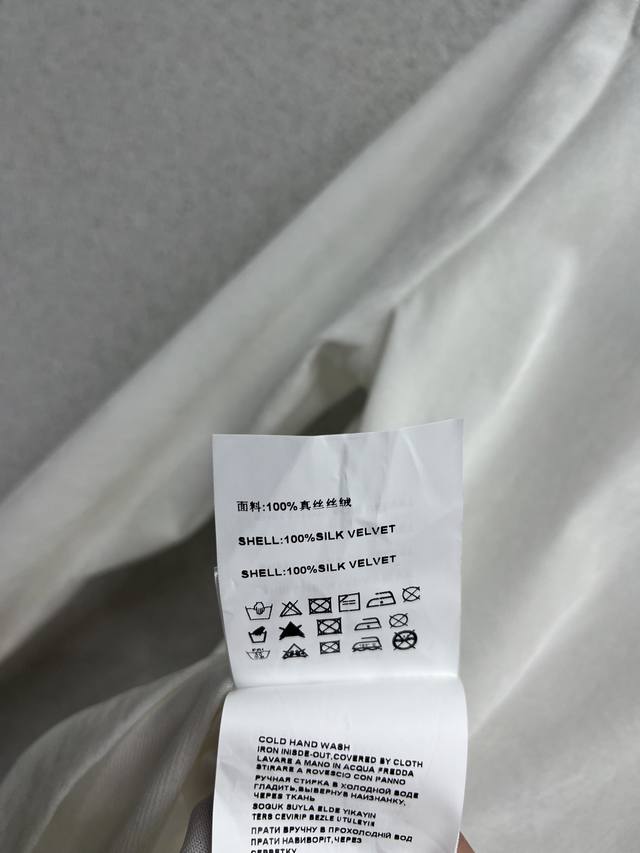 面料:100%真丝丝绒
SHELL:100%SILK VELVET
SHELL:100%SILK VELVET
COLD HAND WASH
IRON INISDE-OUT,COVERED BY CLOTH
LAVARE A MANO IN ACQUA FREDDA
STIRARE A ROVESCIO CON PANNO
РУЧНАЯ СТИРКА В ХОЛОДНОЙ ВОДЕ
ГЛАДИТЬ,ВЫВЕРНУВ НАИЗНАНКУ,
ЧЕРЕЗ ТКАНЬ
SOGUK SUYLA ELDE YIKAYIN
TERS CEVIRIP BEZLE UTULEYIN
ПРАТИ ВРУЧНУ В ПРОХОЛОДНІЙ ВОДІ
ПРАТИ НАВИВОРІТ,ЧЕРЕЗ
СЕРВЕТКУ